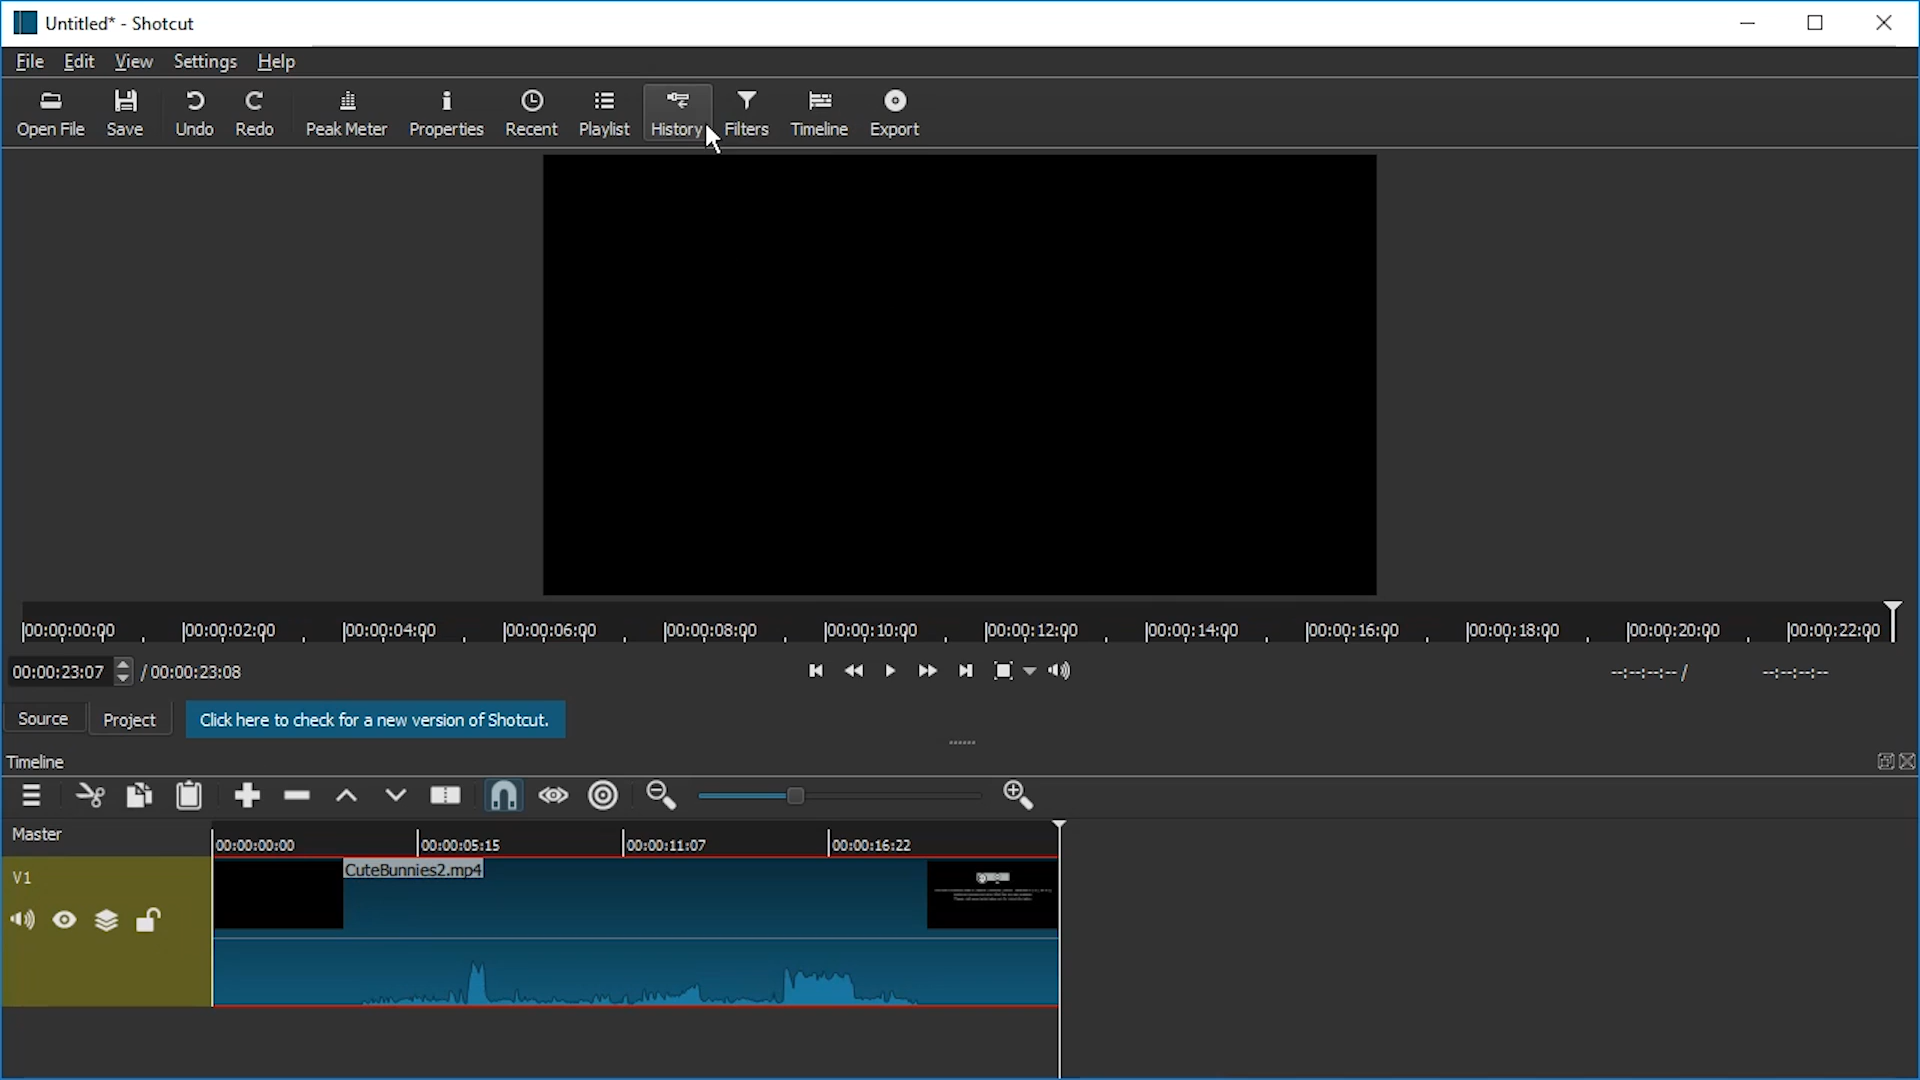 Untitled* - Shotcut
File Edit View Settings Help
Open File Save Undo Redo Peak Meter Properties Recent Playlist History Filters Timeline Export
00:00:00:00 00:00:02:00 00:00:04:00 00:00:06:00 00:00:08:00 00:00:10:00 00:00:12:00 00:00:14:00 00:00:16:00 00:00:18:00 00:00:20:00 00:00:22:00
00:00:23:07 / 00:00:23:08 --:--:--:-- / --:--:--:--
Source Project Click here to check for a new version of Shotcut.
Timeline
Master
00:00:00:00 00:00:05:15 00:00:11:07 00:00:16:22
V1
CuteBunnies2.mp4